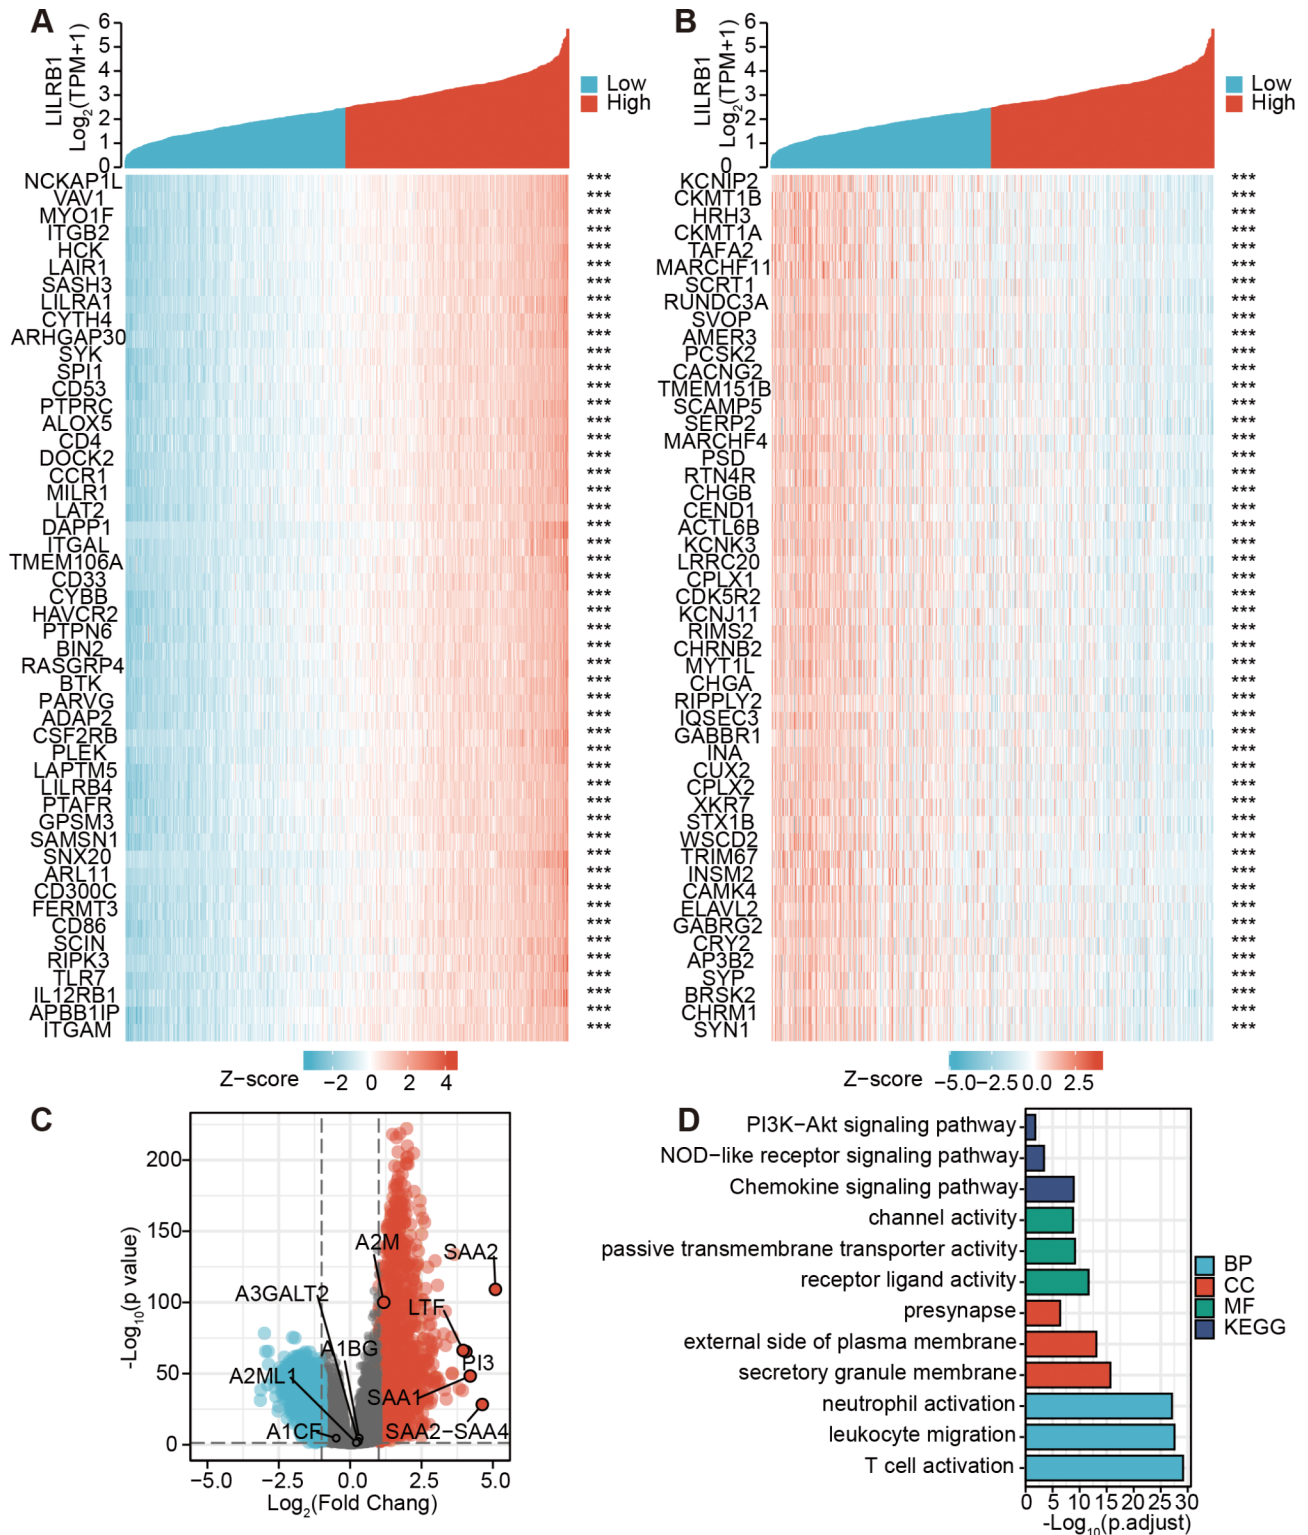 A
LILRB1
Log2(TPM+1)
6
5
4
3
2
1
0
Low
High
NCKAP1L ***
VAV1 ***
MYO1F ***
ITGB2 ***
HCK ***
LAIR1 ***
SASH3 ***
LILRA1 ***
CYTH4 ***
ARHGAP30 ***
SYK ***
SPI1 ***
CD53 ***
PTPRC ***
ALOX5 ***
CD4 ***
DOCK2 ***
CCR1 ***
MILR1 ***
LAT2 ***
DAPP1 ***
ITGAL ***
TMEM106A ***
CD33 ***
CYBB ***
HAVCR2 ***
PTPN6 ***
BIN2 ***
RASGRP4 ***
BTK ***
PARVG ***
ADAP2 ***
CSF2RB ***
PLEK ***
LAPTM5 ***
LILRB4 ***
PTAFR ***
GPSM3 ***
SAMSN1 ***
SNX20 ***
ARL11 ***
CD300C ***
FERMT3 ***
CD86 ***
SCIN ***
RIPK3 ***
TLR7 ***
IL12RB1 ***
APBB1IP ***
ITGAM ***
Z−score −2 0 2 4
B
LILRB1
Log2(TPM+1)
6
5
4
3
2
1
0
Low
High
KCNIP2 ***
CKMT1B ***
HRH3 ***
CKMT1A ***
TAFA2 ***
MARCHF11 ***
SCRT1 ***
RUNDC3A ***
SVOP ***
AMER3 ***
PCSK2 ***
CACNG2 ***
TMEM151B ***
SCAMP5 ***
SERP2 ***
MARCHF4 ***
PSD ***
RTN4R ***
CHGB ***
CEND1 ***
ACTL6B ***
KCNK3 ***
LRRC20 ***
CPLX1 ***
CDK5R2 ***
KCNJ11 ***
RIMS2 ***
CHRNB2 ***
MYT1L ***
CHGA ***
RIPPLY2 ***
IQSEC3 ***
GABBR1 ***
INA ***
CUX2 ***
CPLX2 ***
XKR7 ***
STX1B ***
WSCD2 ***
TRIM67 ***
INSM2 ***
CAMK4 ***
ELAVL2 ***
GABRG2 ***
CRY2 ***
AP3B2 ***
SYP ***
BRSK2 ***
CHRM1 ***
SYN1 ***
Z−score −5.0 −2.5 0.0 2.5
C
-Log10(p value)
200
150
100
50
0
A2M
SAA2
A3GALT2
LTF
A1BG
PI3
A2ML1
SAA1
A1CF
SAA2−SAA4
−5.0 −2.5 0.0 2.5 5.0
Log2(Fold Chang)
D
PI3K−Akt signaling pathway
NOD−like receptor signaling pathway
Chemokine signaling pathway
channel activity
passive transmembrane transporter activity
receptor ligand activity
presynapse
external side of plasma membrane
secretory granule membrane
neutrophil activation
leukocyte migration
T cell activation
0 5 10 15 20 25 30
-Log10(p.adjust)
BP
CC
MF
KEGG